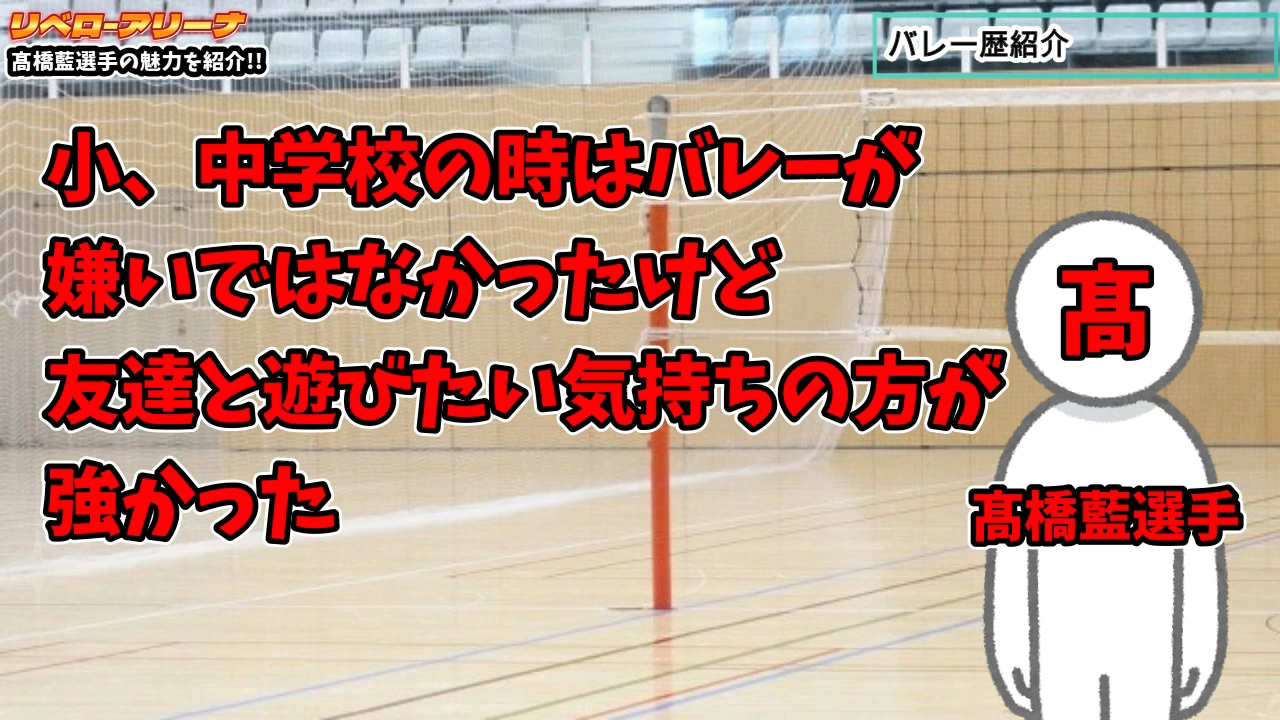 リベロ-アリーナ
髙橋藍選手の魅力を紹介!!
バレー歴紹介
小、中学校の時はバレーが
嫌いではなかったけど
友達と遊びたい気持ちの方が
強かった
髙
髙橋藍選手